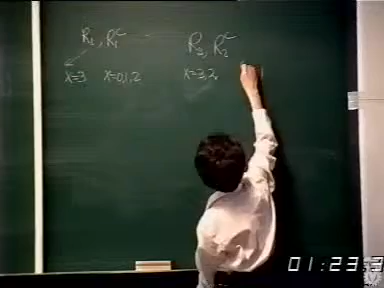 R₁, R₁ᶜ R₂, R₂ᶜ
x=3 x=0,1,2 x=3,2,
01:23:3